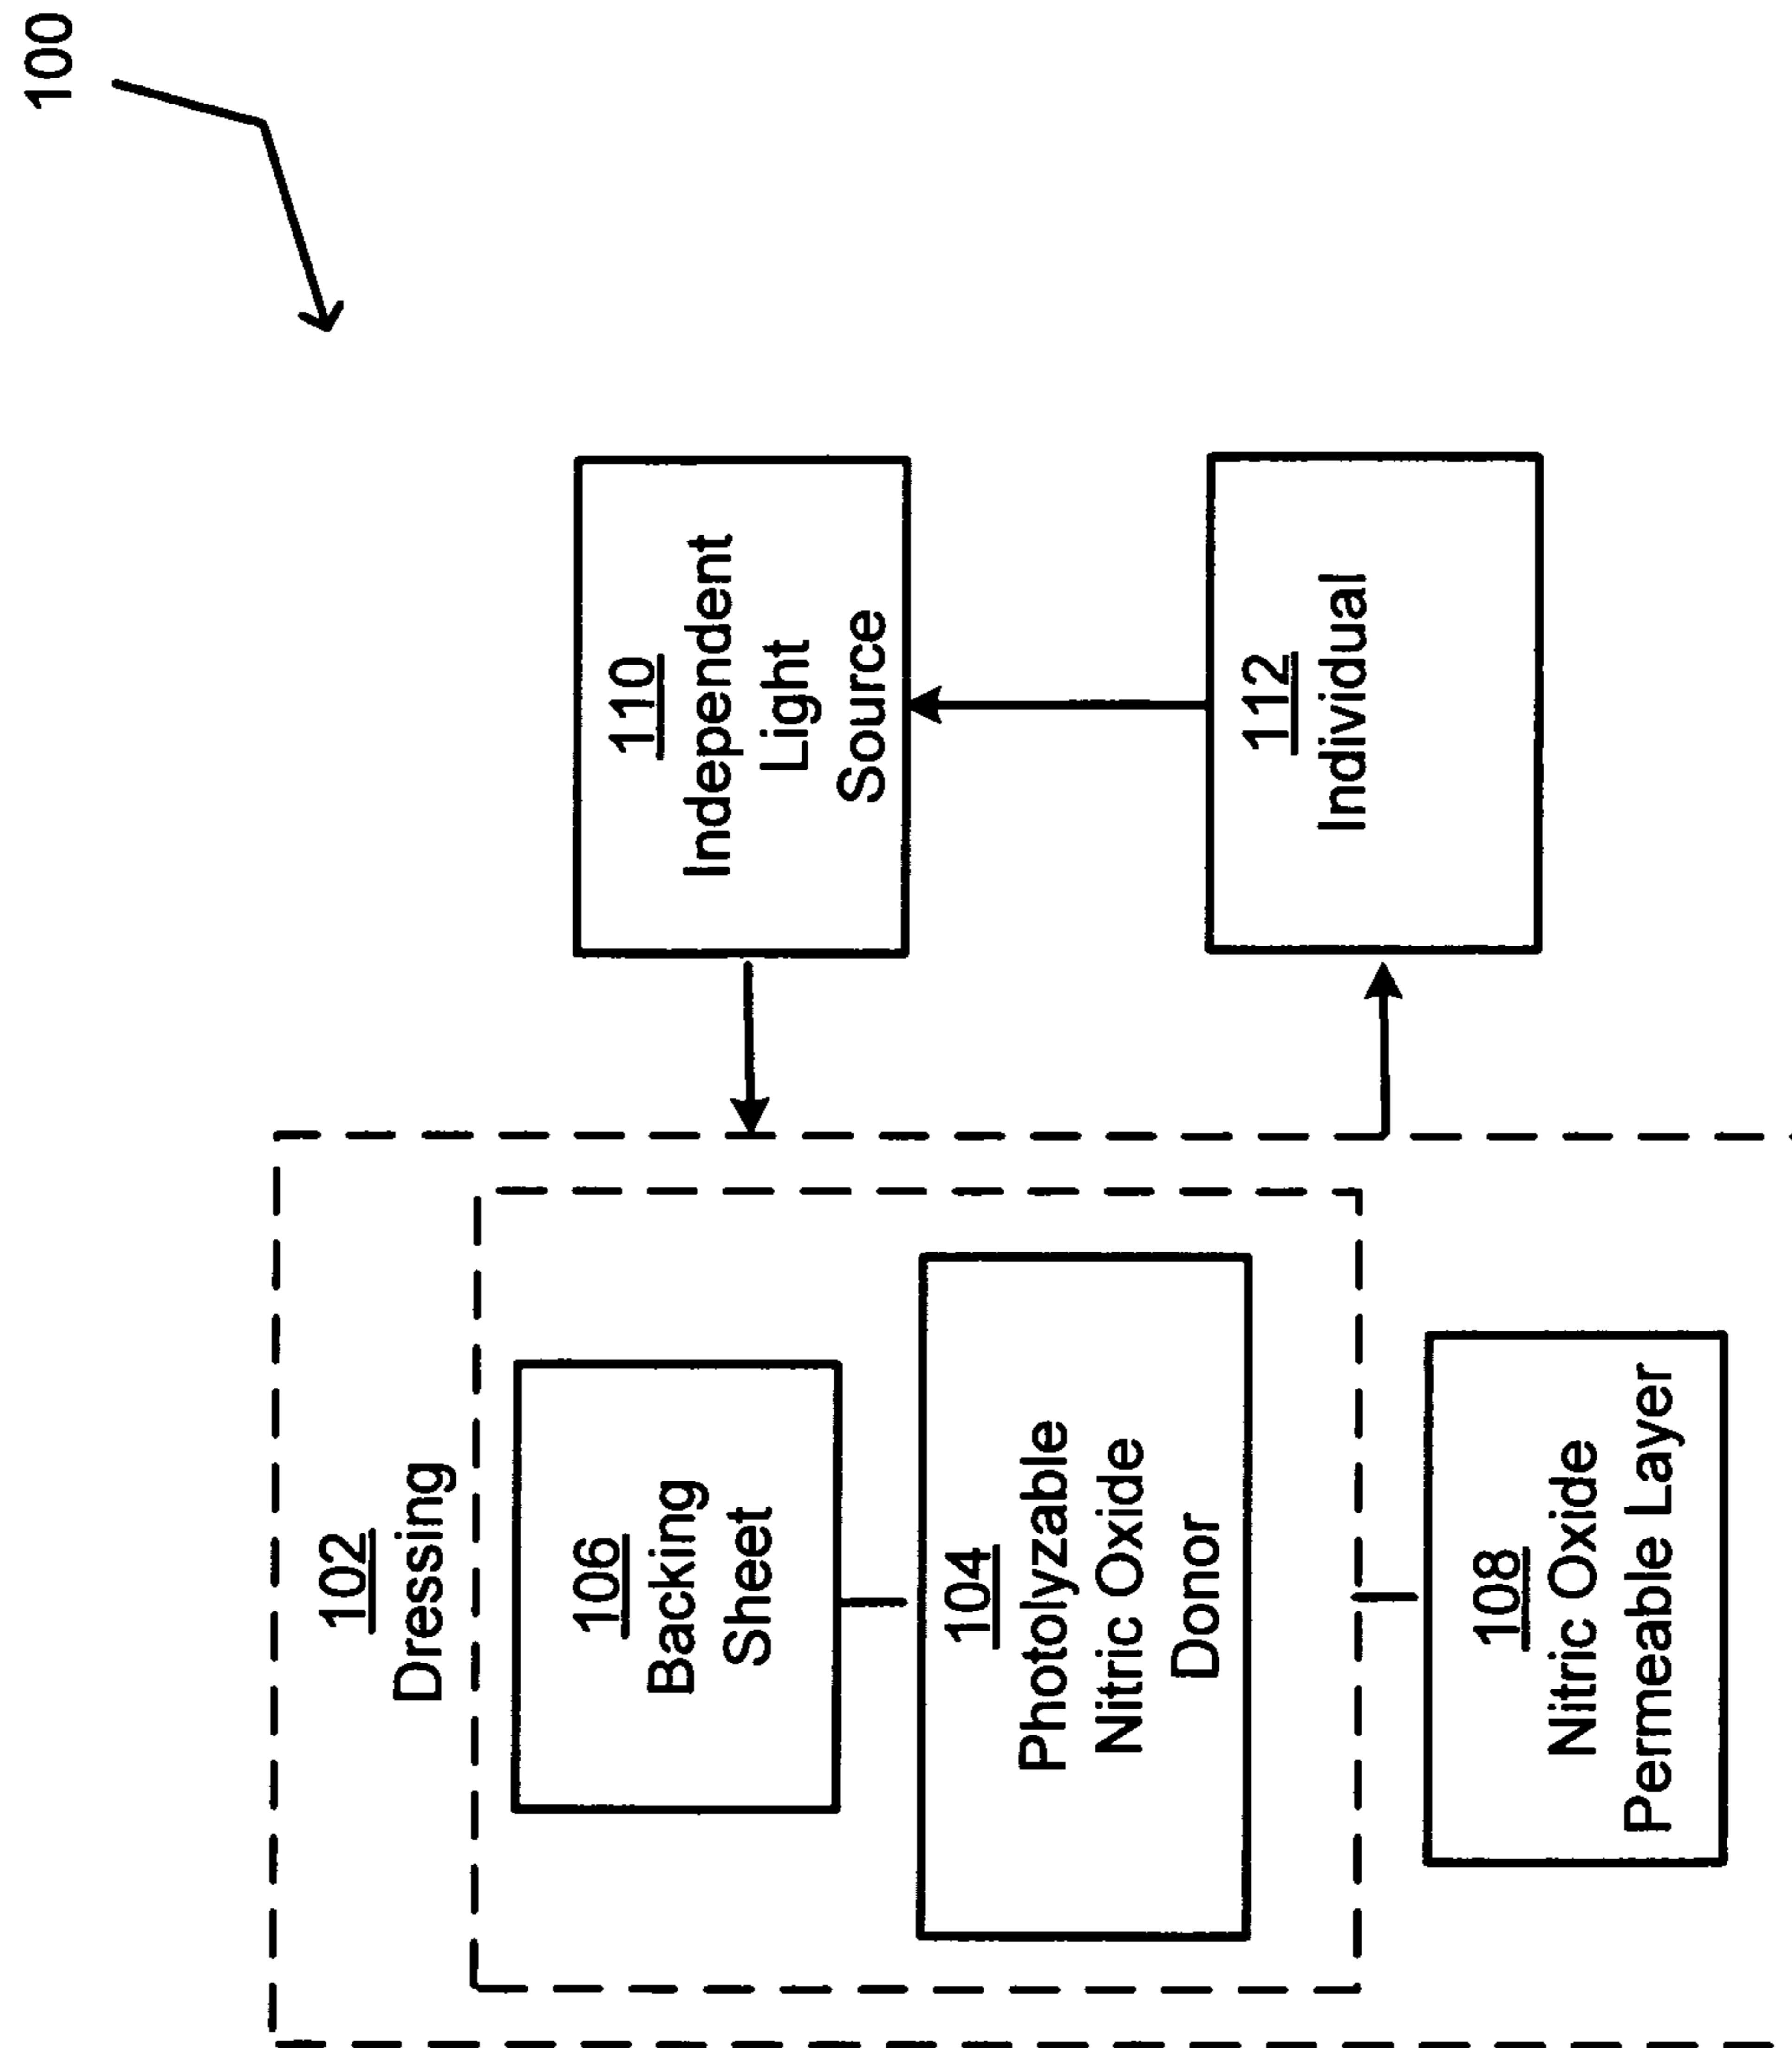 100
102
Dressing
106
Backing
Sheet
104
Photolyzable
Nitric Oxide
Donor
108
Nitric Oxide
Permeable Layer
110
Independent
Light
Source
112
Individual